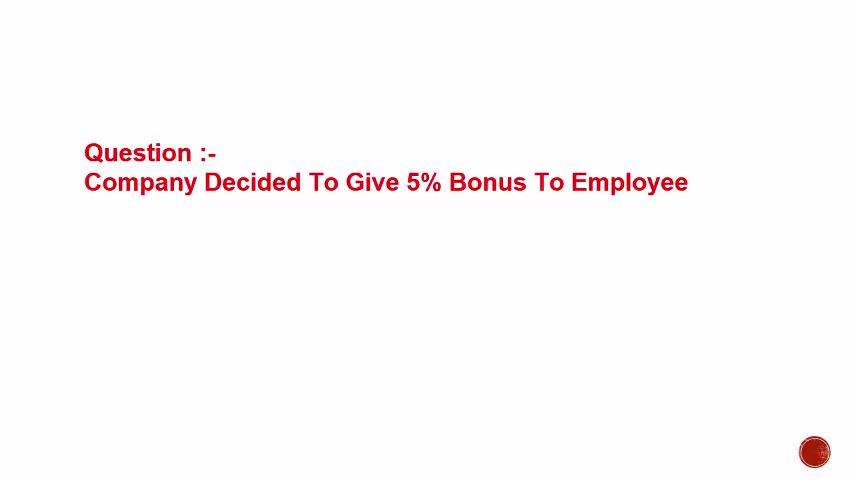 Question :-
Company Decided To Give 5% Bonus To Employee